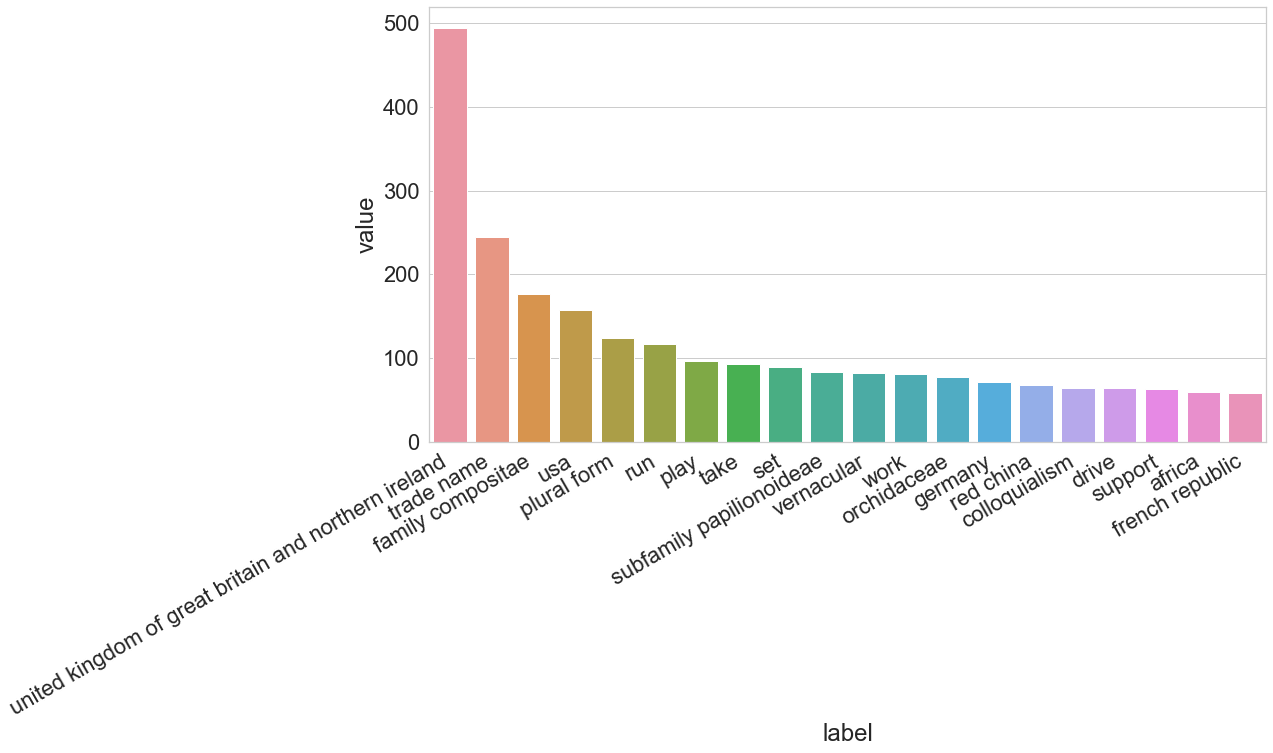 500
400
300
200
100
0
value
united kingdom of great britain and northern ireland
trade name
family compositae
usa
plural form
run
play
take
set
subfamily papilionoideae
vernacular
work
orchidaceae
germany
red china
colloquialism
drive
support
africa
french republic
label